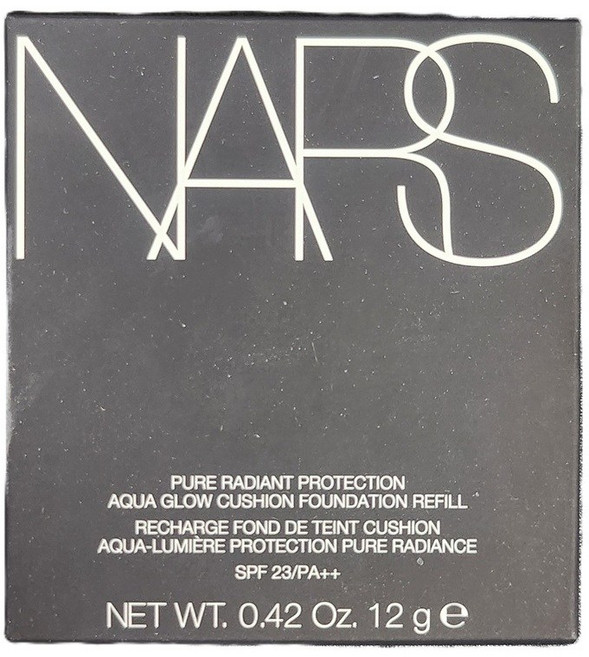 NARS
PURE RADIANT PROTECTION
AQUA GLOW CUSHION FOUNDATION REFILL
RECHARGE FOND DE TEINT CUSHION
AQUA-LUMIÈRE PROTECTION PURE RADIANCE
SPF 23/PA++
NET WT. 0.42 Oz. 12 g ℮